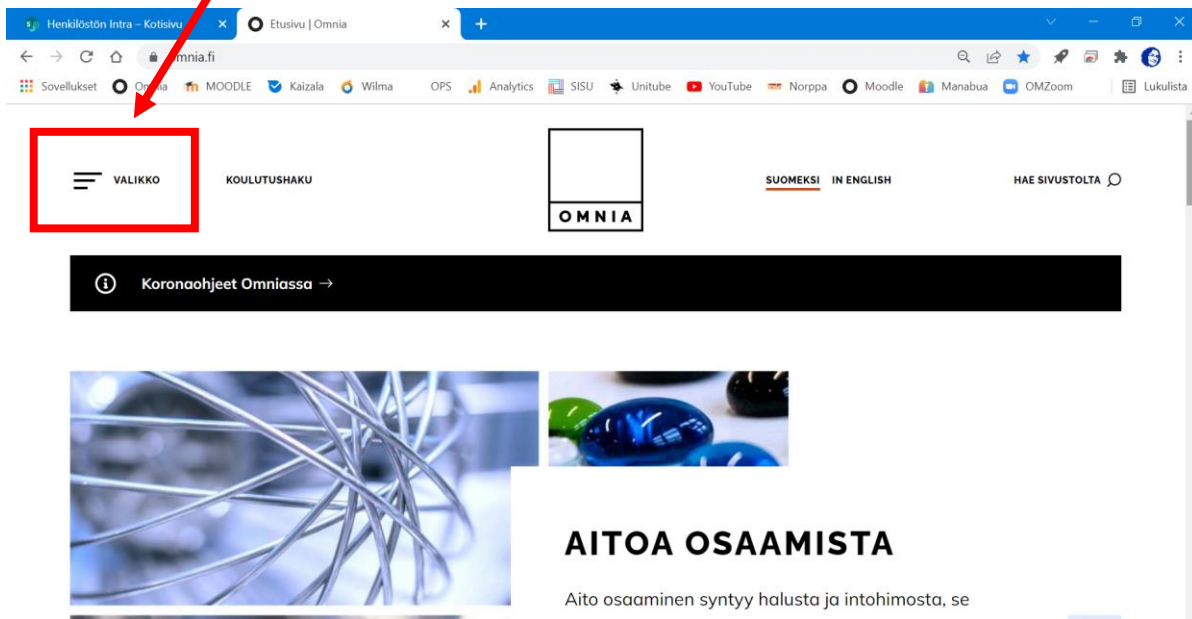 Henkilöstön Intra – Kotisivu
Etusivu | Omnia
mnia.fi
Sovellukset
MOODLE
Kaizala
Wilma
OPS
Analytics
SISU
Unitube
YouTube
Norppa
Moodle
Manabua
OMZoom
Lukulista
VALIKKO
KOULUTUSHAKU
OMNIA
SUOMEKSI
IN ENGLISH
HAE SIVUSTOLTA
Koronaohjeet Omniassa →
AITOA OSAAMISTA
Aito osaaminen syntyy halusta ja intohimosta, se